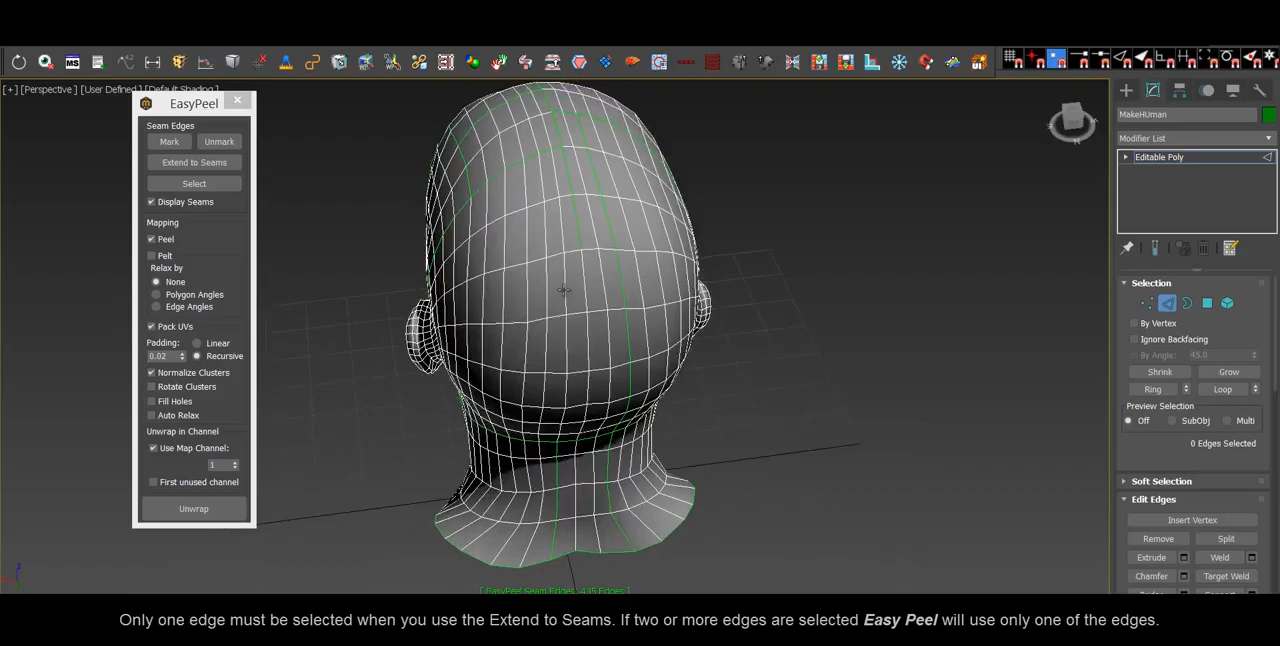 [+] [Perspective ] [User Defined ] [Default Shading ]
EasyPeel
Seam Edges:
Mark
Unmark
Extend to Seams
Select
Display Seams
Mapping
Peel
Pelt
Relax by
None
Polygon Angles
Edge Angles
Pack UVs
Padding:
Linear
0.02
Recursive
Normalize Clusters
Rotate Clusters
Fill Holes
Auto Relax
Unwrap in Channel
Use Map Channel:
1
First unused channel
Unwrap
[ EasyPeel Seam Edges: 435 Edges]
MakeHUman
Modifier List
Editable Poly
Selection
By Vertex
Ignore Backfacing
By Angle: 45.0
Shrink
Grow
Ring
Loop
Preview Selection
Off
SubObj
Multi
0 Edges Selected
Soft Selection
Edit Edges
Insert Vertex
Remove
Split
Extrude
Weld
Chamfer
Target Weld
Only one edge must be selected when you use the Extend to Seams. If two or more edges are selected Easy Peel will use only one of the edges.